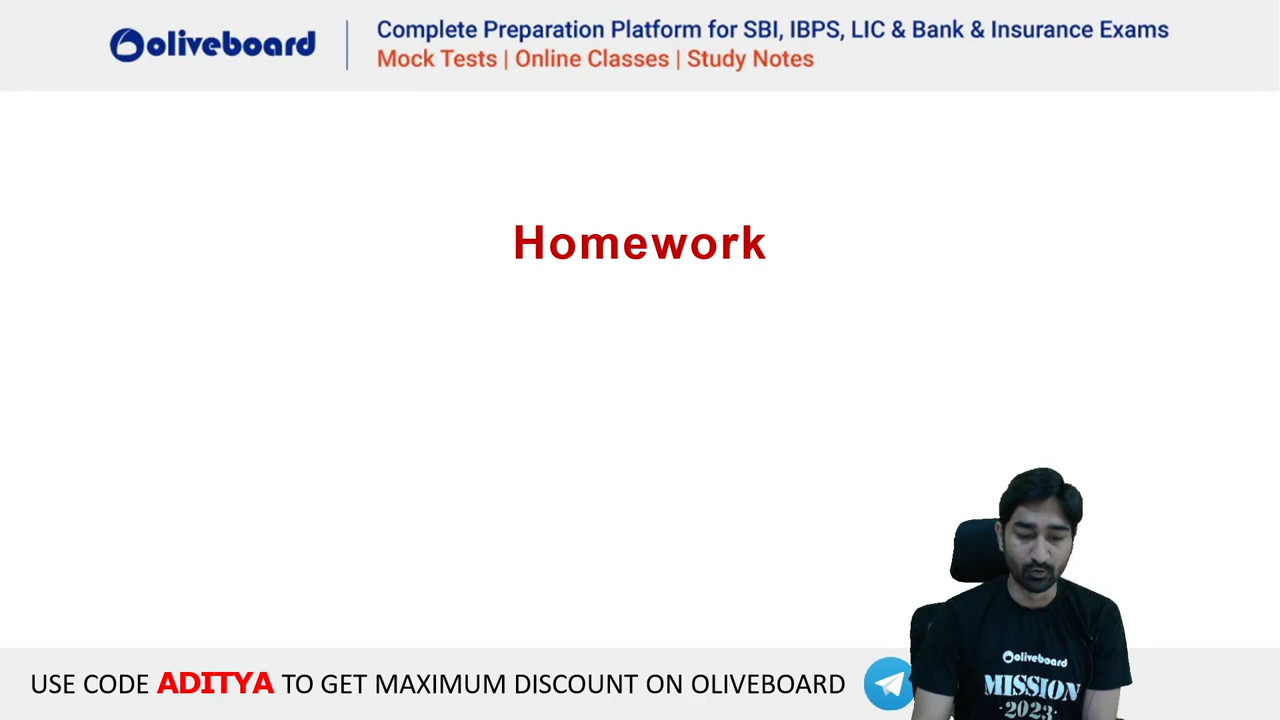 oliveboard
Complete Preparation Platform for SBI, IBPS, LIC & Bank & Insurance Exams
Mock Tests | Online Classes | Study Notes
Homework
oliveboard
MISSION
·2023·
USE CODE ADITYA TO GET MAXIMUM DISCOUNT ON OLIVEBOARD